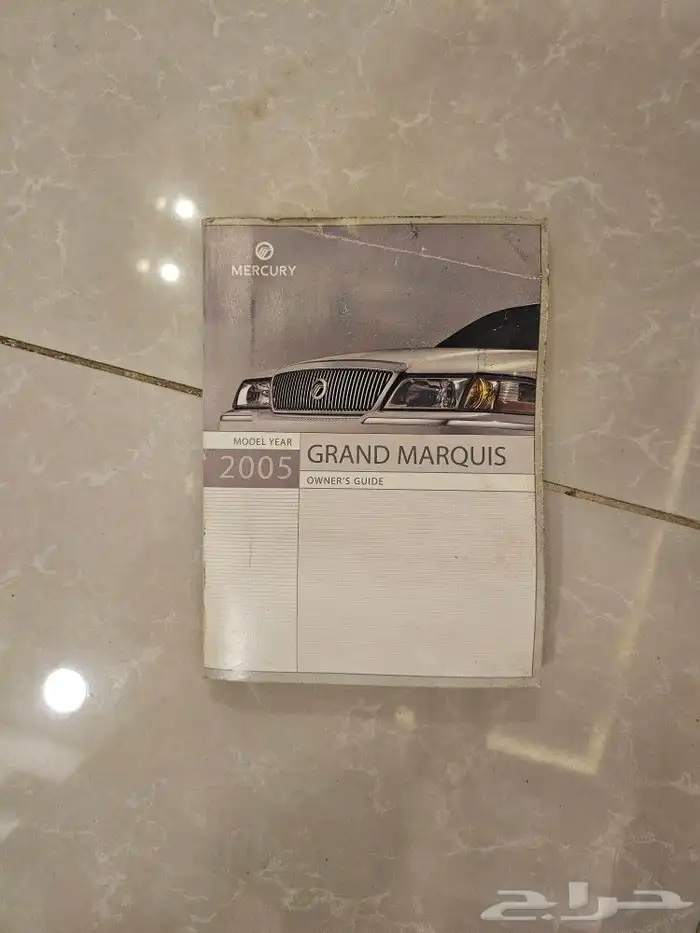 MERCURY
MODEL YEAR
2005
GRAND MARQUIS
OWNER'S GUIDE
حراج